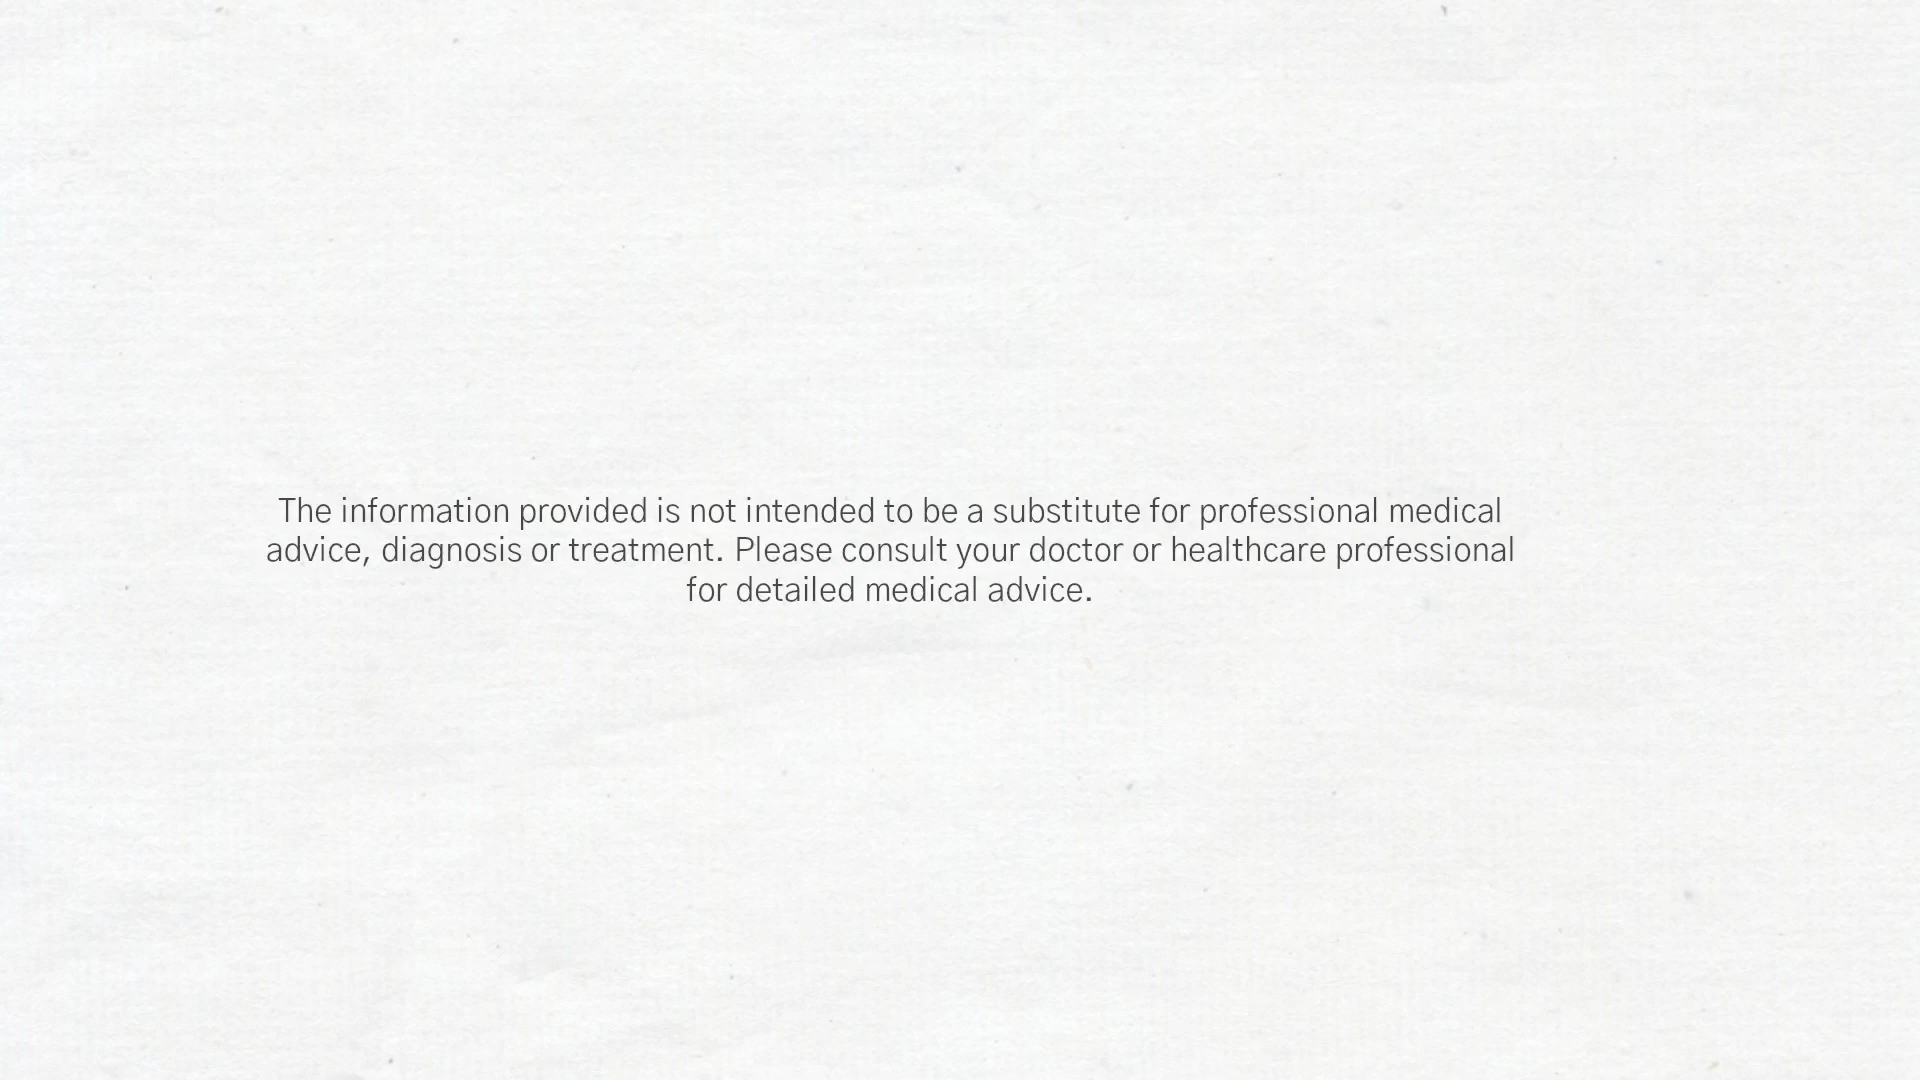 The information provided is not intended to be a substitute for professional medical
advice, diagnosis or treatment. Please consult your doctor or healthcare professional
for detailed medical advice.